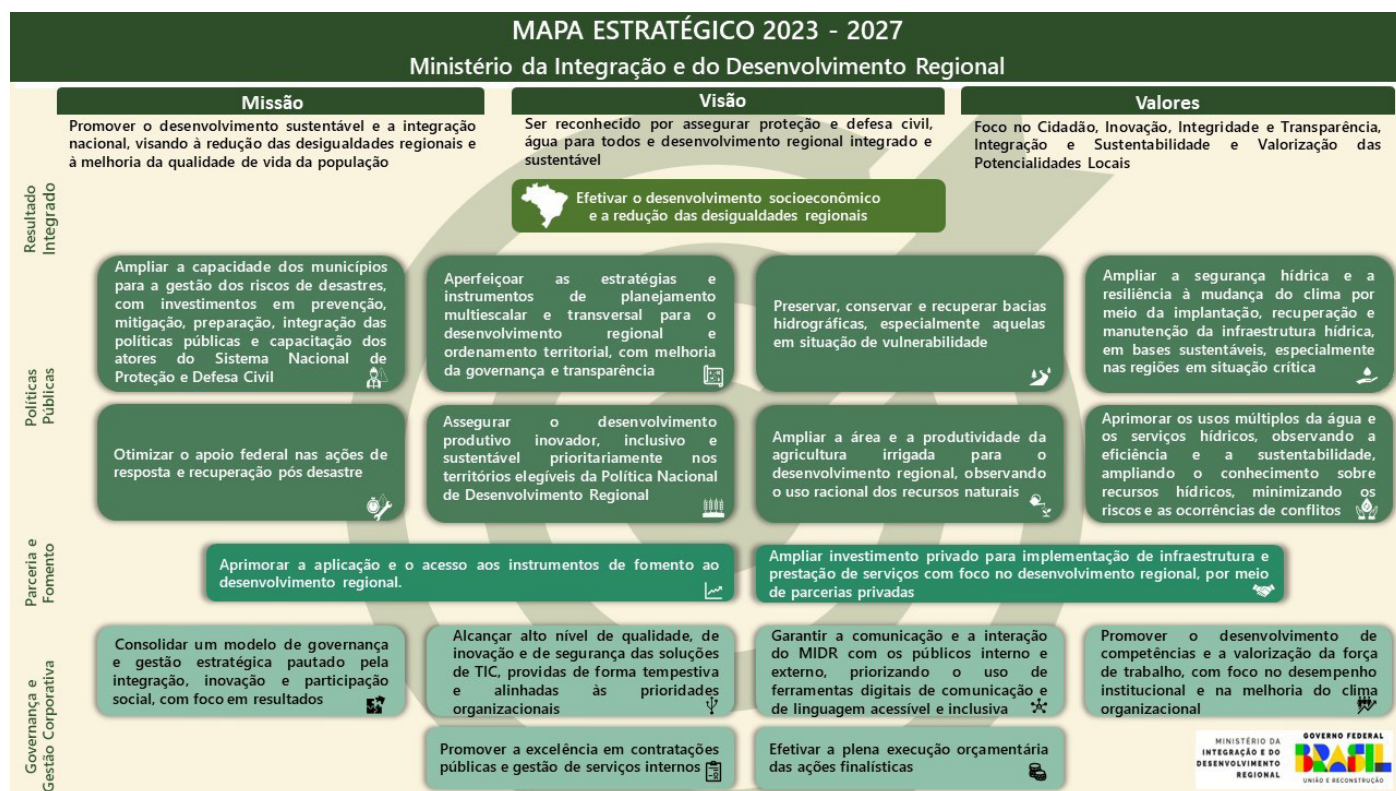 MAPA ESTRATÉGICO 2023 - 2027
Ministério da Integração e do Desenvolvimento Regional
Missão
Promover o desenvolvimento sustentável e a integração
nacional, visando à redução das desigualdades regionais e
à melhoria da qualidade de vida da população
Visão
Ser reconhecido por assegurar proteção e defesa civil,
água para todos e desenvolvimento regional integrado e
sustentável
Valores
Foco no Cidadão, Inovação, Integridade e Transparência,
Integração e Sustentabilidade e Valorização das
Potencialidades Locais
Resultado
Integrado
Efetivar o desenvolvimento socioeconômico
e a redução das desigualdades regionais
Políticas
Públicas
Ampliar a capacidade dos municípios
para a gestão dos riscos de desastres,
com investimentos em prevenção,
mitigação, preparação, integração das
políticas públicas e capacitação dos
atores do Sistema Nacional de
Proteção e Defesa Civil
Aperfeiçoar as estratégias e
instrumentos de planejamento
multiescalar e transversal para o
desenvolvimento regional e
ordenamento territorial, com melhoria
da governança e transparência
Preservar, conservar e recuperar bacias
hidrográficas, especialmente aquelas
em situação de vulnerabilidade
Ampliar a segurança hídrica e a
resiliência à mudança do clima por
meio da implantação, recuperação e
manutenção da infraestrutura hídrica,
em bases sustentáveis, especialmente
nas regiões em situação crítica
Otimizar o apoio federal nas ações de
resposta e recuperação pós desastre
Assegurar o desenvolvimento
produtivo inovador, inclusivo e
sustentável prioritariamente nos
territórios elegíveis da Política Nacional
de Desenvolvimento Regional
Ampliar a área e a produtividade da
agricultura irrigada para o
desenvolvimento regional, observando
o uso racional dos recursos naturais
Aprimorar os usos múltiplos da água e
os serviços hídricos, observando a
eficiência e a sustentabilidade,
ampliando o conhecimento sobre
recursos hídricos, minimizando os
riscos e as ocorrências de conflitos
Parceria e
Fomento
Aprimorar a aplicação e o acesso aos instrumentos de fomento ao
desenvolvimento regional.
Ampliar investimento privado para implementação de infraestrutura e
prestação de serviços com foco no desenvolvimento regional, por meio
de parcerias privadas
Governança e
Gestão Corporativa
Consolidar um modelo de governança
e gestão estratégica pautado pela
integração, inovação e participação
social, com foco em resultados
Alcançar alto nível de qualidade, de
inovação e de segurança das soluções
de TIC, providas de forma tempestiva
e alinhadas às prioridades
organizacionais
Garantir a comunicação e a interação
do MIDR com os públicos interno e
externo, priorizando o uso de
ferramentas digitais de comunicação e
de linguagem acessível e inclusiva
Promover o desenvolvimento de
competências e a valorização da força
de trabalho, com foco no desempenho
institucional e na melhoria do clima
organizacional
Promover a excelência em contratações
públicas e gestão de serviços internos
Efetivar a plena execução orçamentária
das ações finalísticas
MINISTÉRIO DA
INTEGRAÇÃO E DO
DESENVOLVIMENTO
REGIONAL
GOVERNO FEDERAL
BRASIL
UNIÃO E RECONSTRUÇÃO